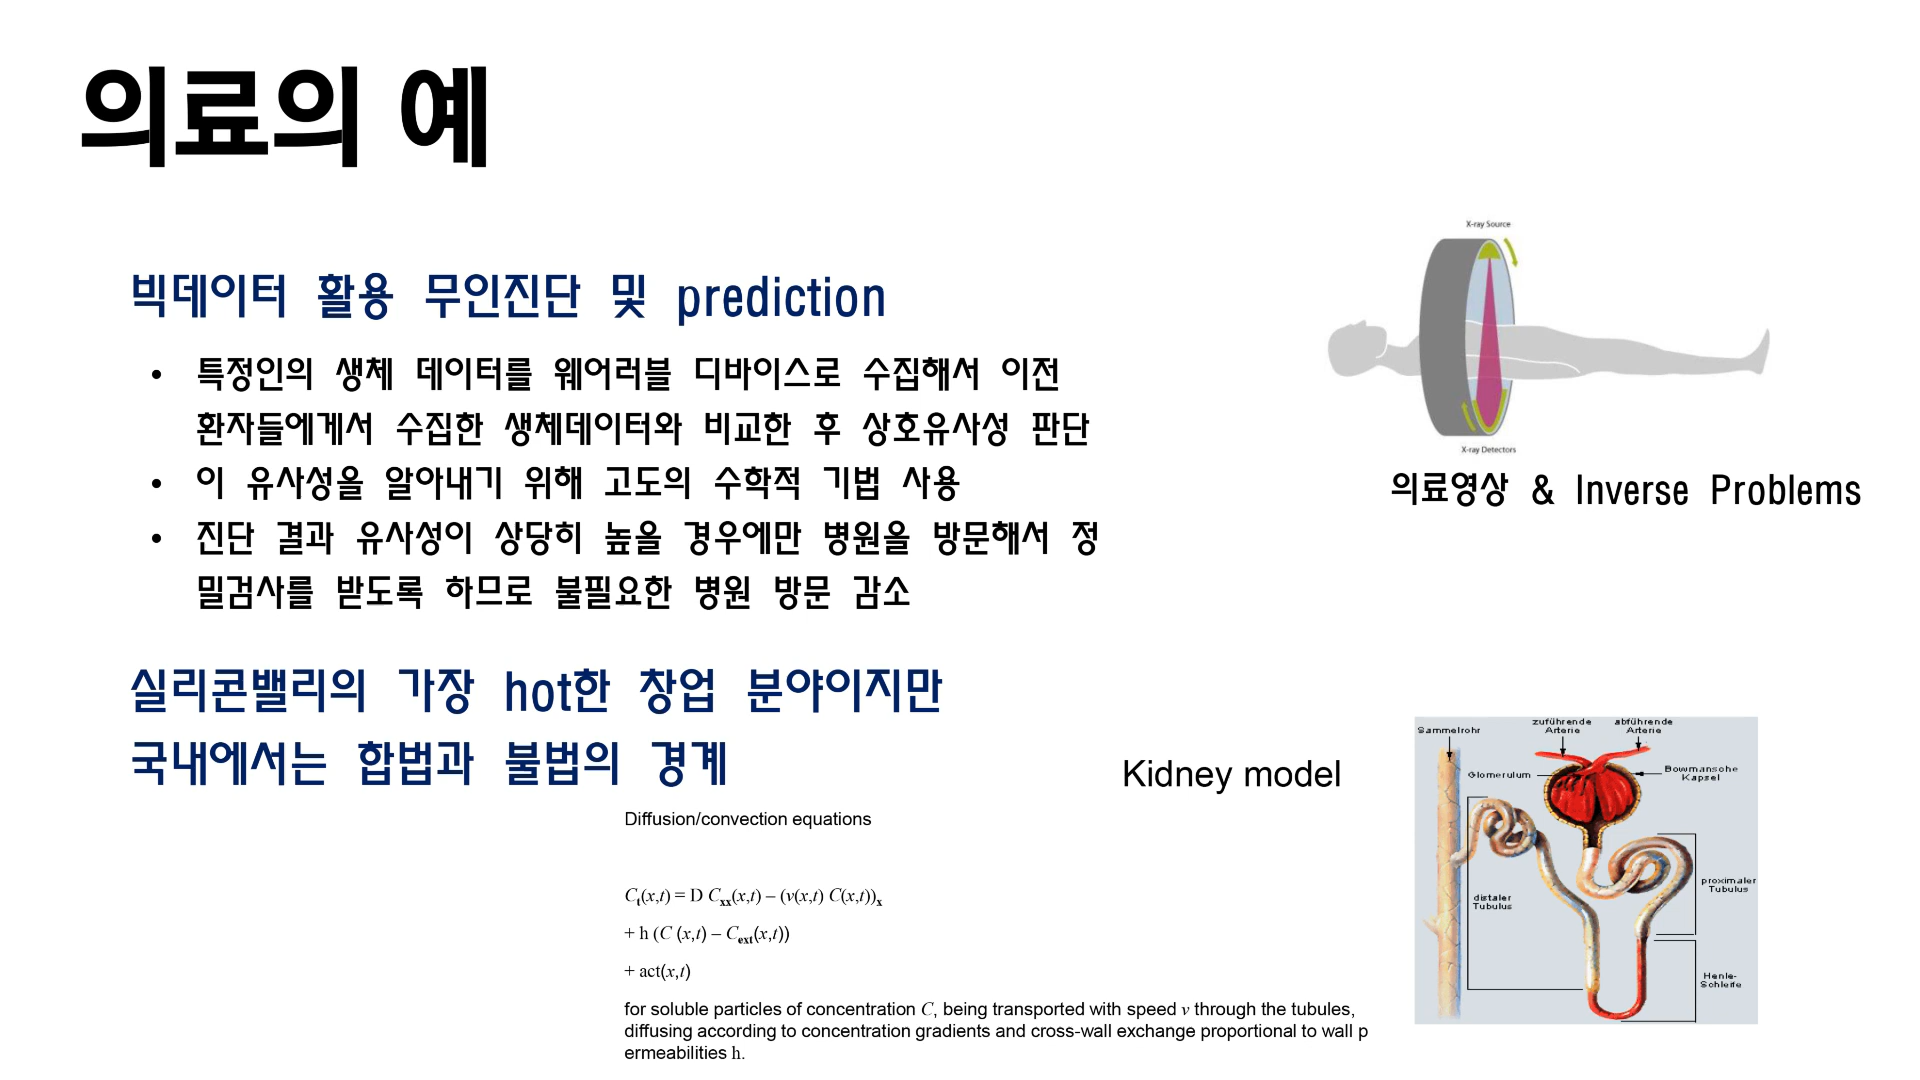 의료의 예
빅데이터 활용 무인진단 및 prediction
• 특정인의 생체 데이터를 웨어러블 디바이스로 수집해서 이전
환자들에게서 수집한 생체데이터와 비교한 후 상호유사성 판단
• 이 유사성을 알아내기 위해 고도의 수학적 기법 사용
• 진단 결과 유사성이 상당히 높을 경우에만 병원을 방문해서 정
밀검사를 받도록 하므로 불필요한 병원 방문 감소
실리콘밸리의 가장 hot한 창업 분야이지만
국내에서는 합법과 불법의 경계
X-ray Source
X-ray Detectors
의료영상 & Inverse Problems
Kidney model
Diffusion/convection equations
Ct(x,t) = D Cxx(x,t) – (v(x,t) C(x,t))x
+ h (C (x,t) – Cext(x,t))
+ act(x,t)
for soluble particles of concentration C, being transported with speed v through the tubules,
diffusing according to concentration gradients and cross-wall exchange proportional to wall p
ermeabilities h.
Sammelrohr
zuführende
Arterie
abführende
Arterie
Glomerulum
Bowmansche
Kapsel
proximaler
Tubulus
distaler
Tubulus
Henle-
Schleife